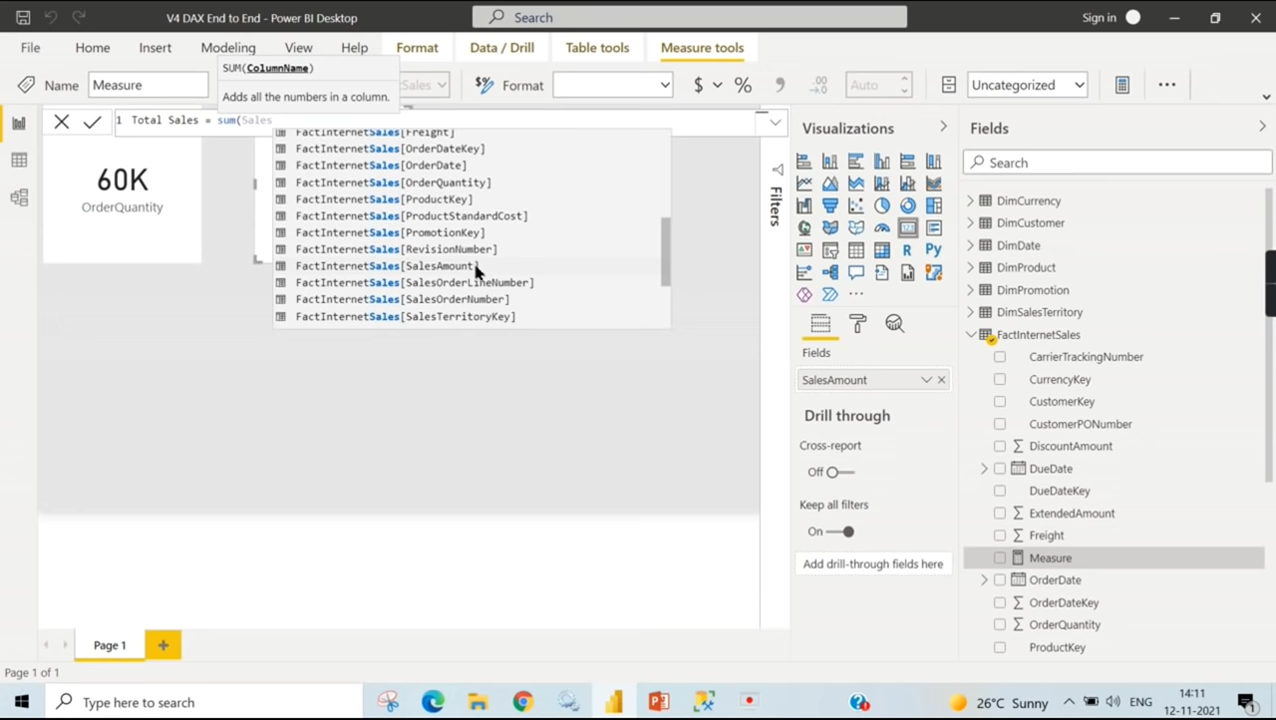 V4 DAX End to End - Power BI Desktop
Search
Sign in
File
Home
Insert
Modeling
View
Help
Format
Data / Drill
Table tools
Measure tools
SUM(ColumnName)
Adds all the numbers in a column.
Name
Measure
Sales
Format
$
%
Auto
Uncategorized
1 Total Sales = sum(Sales
FactInternetSales[Freight]
FactInternetSales[OrderDateKey]
FactInternetSales[OrderDate]
FactInternetSales[OrderQuantity]
FactInternetSales[ProductKey]
FactInternetSales[ProductStandardCost]
FactInternetSales[PromotionKey]
FactInternetSales[RevisionNumber]
FactInternetSales[SalesAmount]
FactInternetSales[SalesOrderLineNumber]
FactInternetSales[SalesOrderNumber]
FactInternetSales[SalesTerritoryKey]
60K
OrderQuantity
Filters
Visualizations
R
Py
Fields
SalesAmount
Drill through
Cross-report
Off
Keep all filters
On
Add drill-through fields here
Fields
Search
DimCurrency
DimCustomer
DimDate
DimProduct
DimPromotion
DimSalesTerritory
FactInternetSales
CarrierTrackingNumber
CurrencyKey
CustomerKey
CustomerPONumber
DiscountAmount
DueDate
DueDateKey
ExtendedAmount
Freight
Measure
OrderDate
OrderDateKey
OrderQuantity
ProductKey
Page 1
Page 1 of 1
Type here to search
26°C Sunny
ENG
14:11
12-11-2021